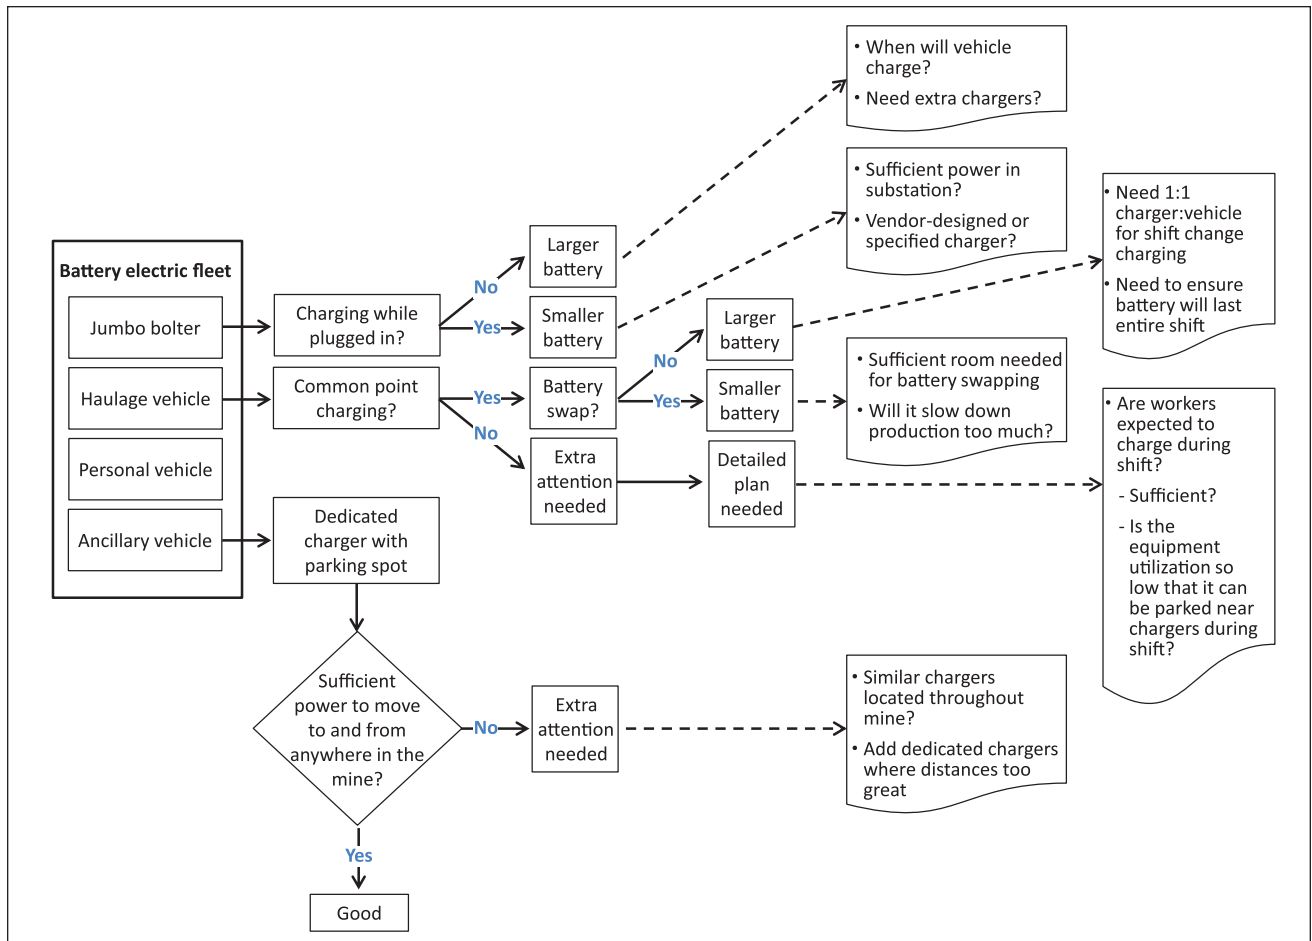 Battery electric fleet
Jumbo bolter
Haulage vehicle
Personal vehicle
Ancillary vehicle
Charging while
plugged in?
Common point
charging?
Dedicated
charger with
parking spot
No
Yes
Yes
No
Larger
battery
Smaller
battery
Battery
swap?
Extra
attention
needed
No
Yes
Larger
battery
Smaller
battery
Detailed
plan
needed
• When will vehicle
charge?
• Need extra chargers?
• Sufficient power in
substation?
• Vendor-designed or
specified charger?
• Need 1:1
charger:vehicle
for shift change
charging
• Need to ensure
battery will last
entire shift
• Sufficient room needed
for battery swapping
• Will it slow down
production too much?
• Are workers
expected to
charge during
shift?
- Sufficient?
- Is the
equipment
utilization so
low that it can
be parked near
chargers during
shift?
Sufficient
power to move
to and from
anywhere in the
mine?
No
Extra
attention
needed
• Similar chargers
located throughout
mine?
• Add dedicated chargers
where distances too
great
Yes
Good